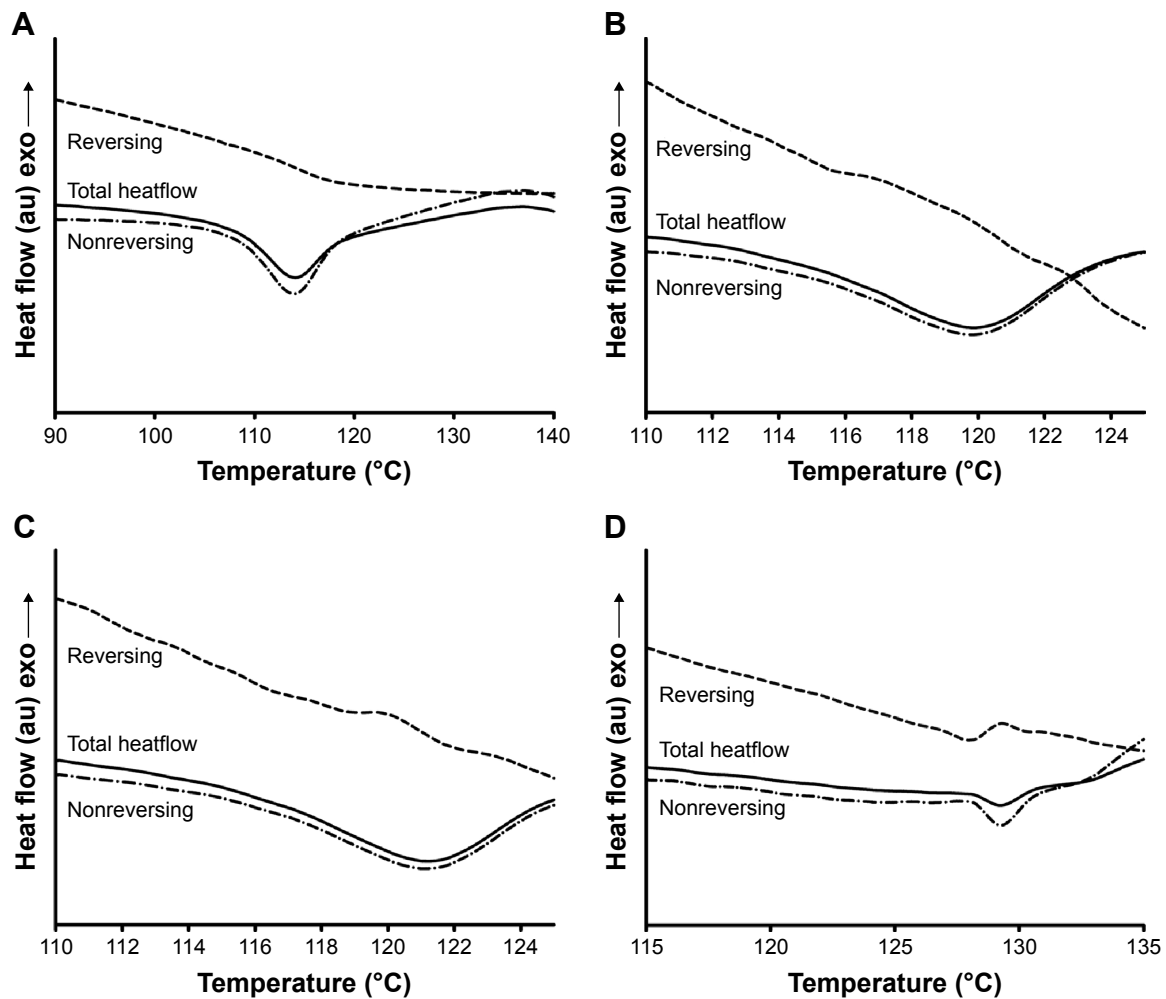 A
Heat flow (au) exo
Reversing
Total heatflow
Nonreversing
90 100 110 120 130 140
Temperature (°C)
B
Heat flow (au) exo
Reversing
Total heatflow
Nonreversing
110 112 114 116 118 120 122 124
Temperature (°C)
C
Heat flow (au) exo
Reversing
Total heatflow
Nonreversing
110 112 114 116 118 120 122 124
Temperature (°C)
D
Heat flow (au) exo
Reversing
Total heatflow
Nonreversing
115 120 125 130 135
Temperature (°C)